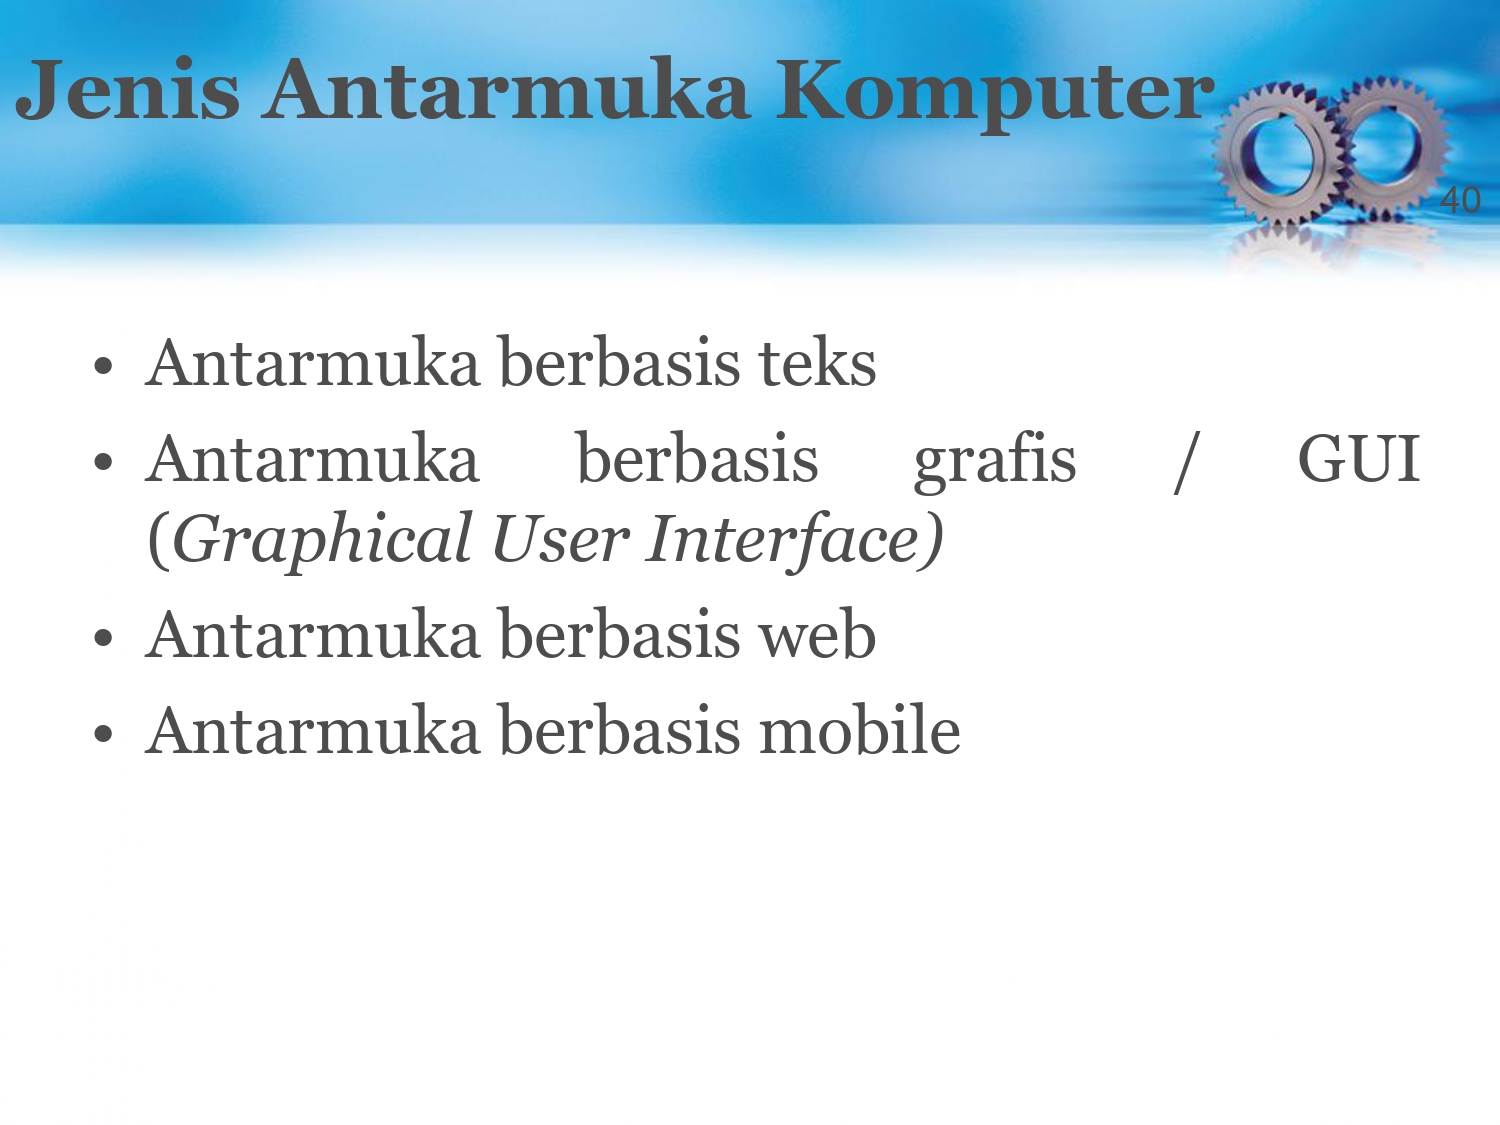 Jenis Antarmuka Komputer
40
• Antarmuka berbasis teks
• Antarmuka berbasis grafis / GUI
(Graphical User Interface)
• Antarmuka berbasis web
• Antarmuka berbasis mobile